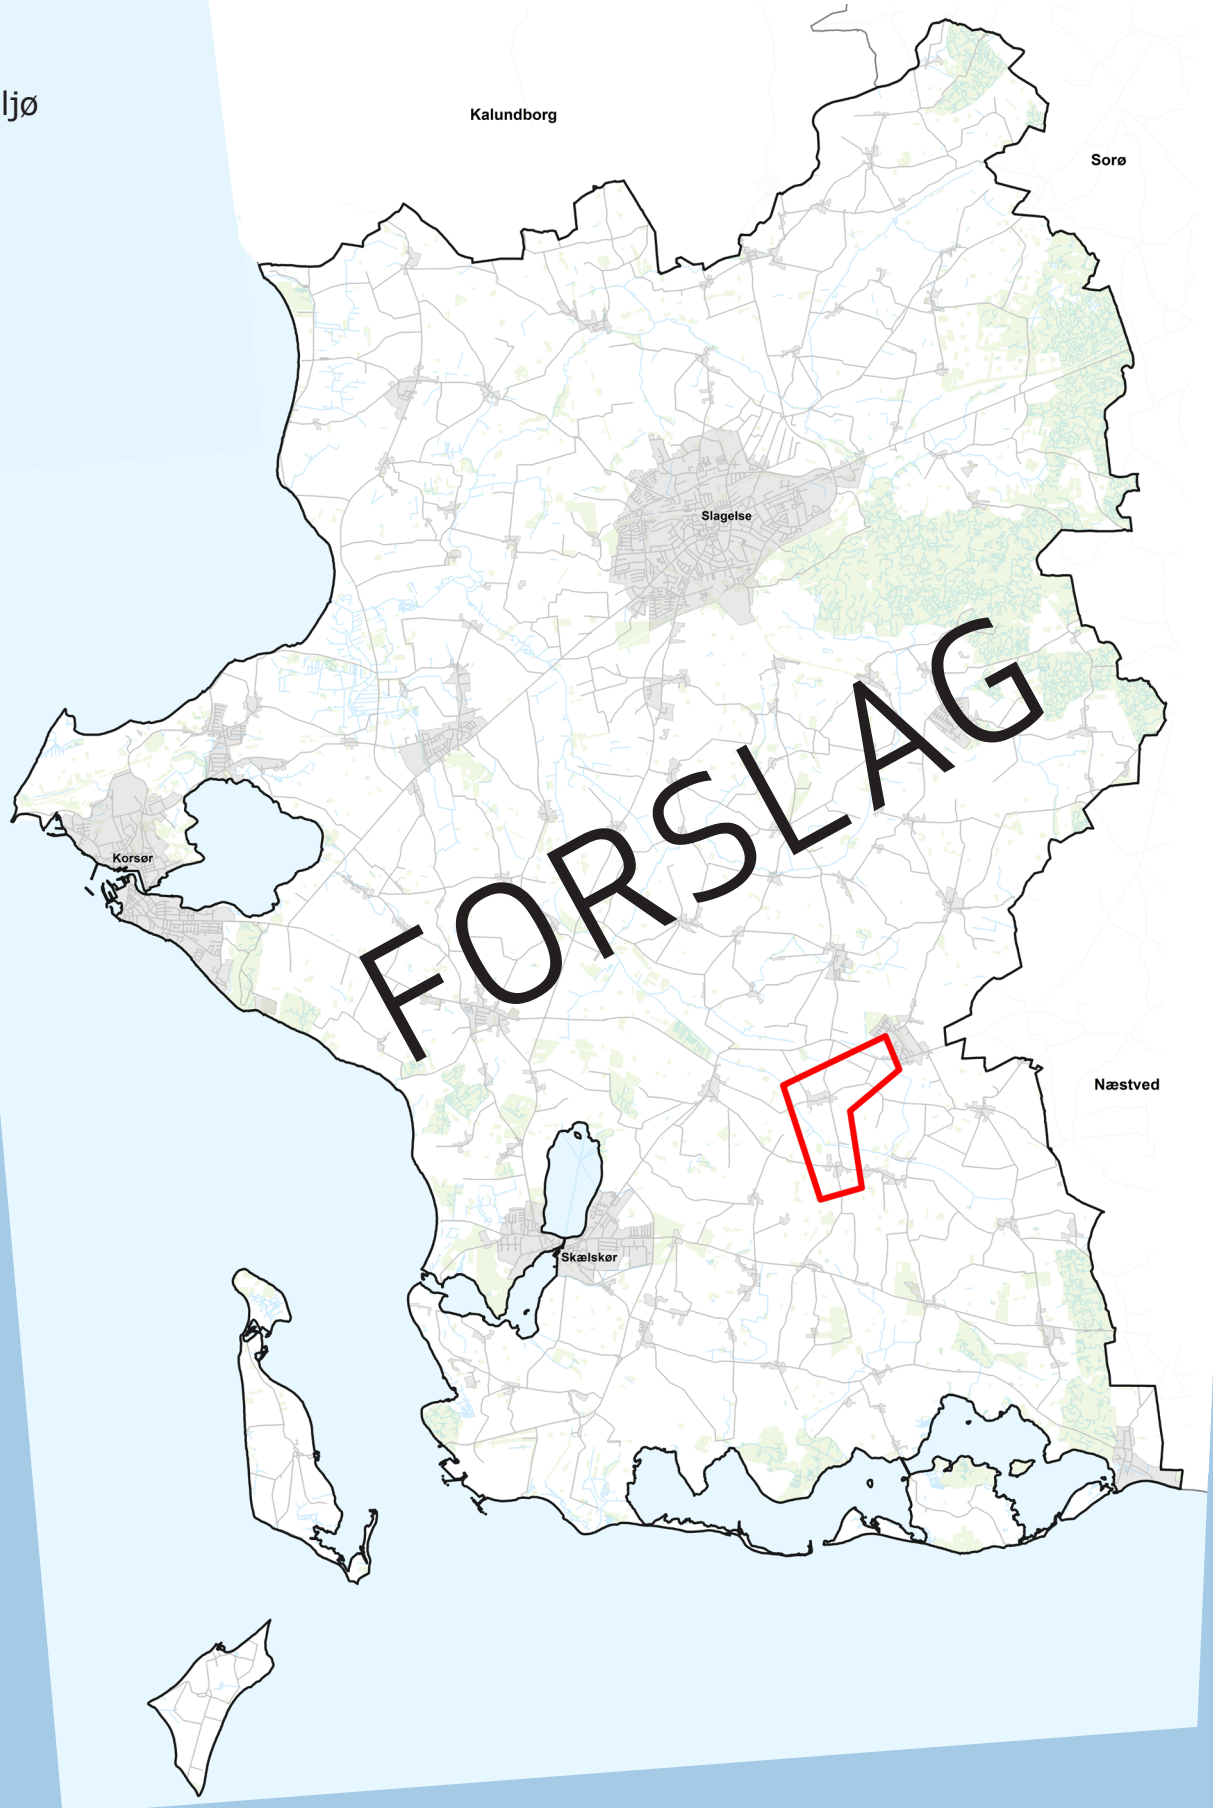 ljø
Kalundborg
Sorø
Slagelse
FORSLAG
Korsør
Næstved
Skælskør